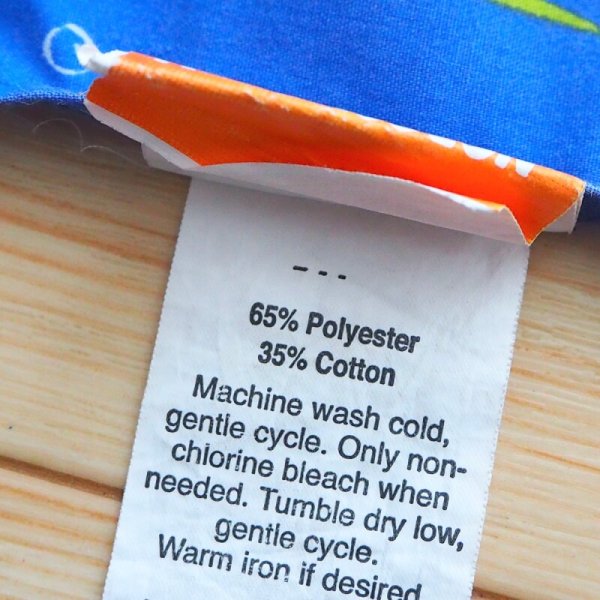 - - -
65% Polyester
35% Cotton
Machine wash cold,
gentle cycle. Only non-
chlorine bleach when
needed. Tumble dry low,
gentle cycle.
Warm iron if desired